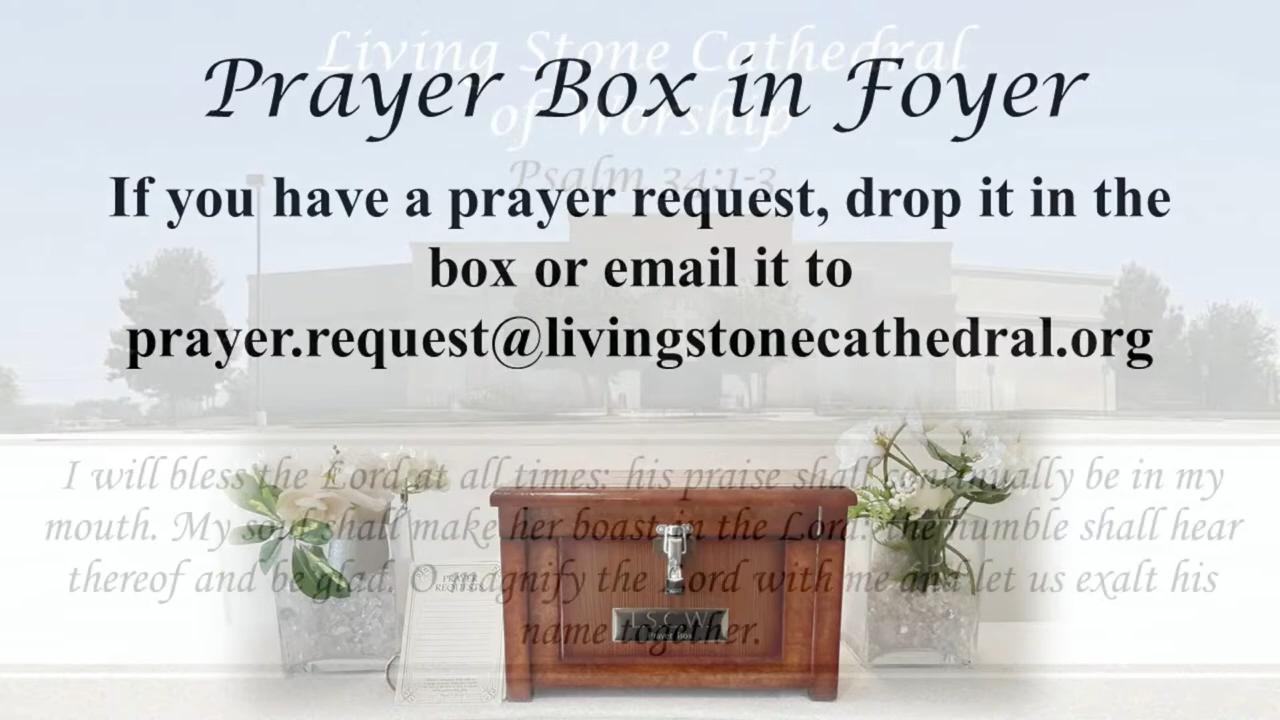 Living Stone Cathedral
Prayer Box in Foyer
of Worship
Psalm 34:1-3
If you have a prayer request, drop it in the
box or email it to
prayer.request@livingstonecathedral.org
I will bless the Lord at all times: his praise shall continually be in my
mouth. My soul shall make her boast in the Lord: the humble shall hear
thereof and be glad. O magnify the Lord with me and let us exalt his
name together.
PRAYER
REQUESTS
LSCW
Prayer Box